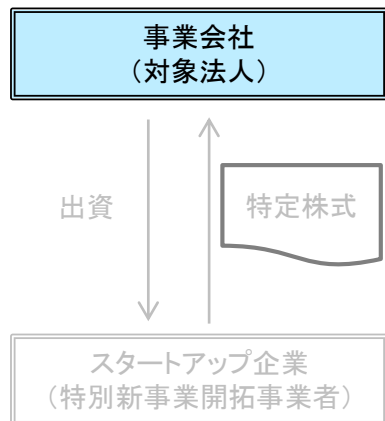 事業会社
（対象法人）
出資
特定株式
スタートアップ企業
（特別新事業開拓事業者）